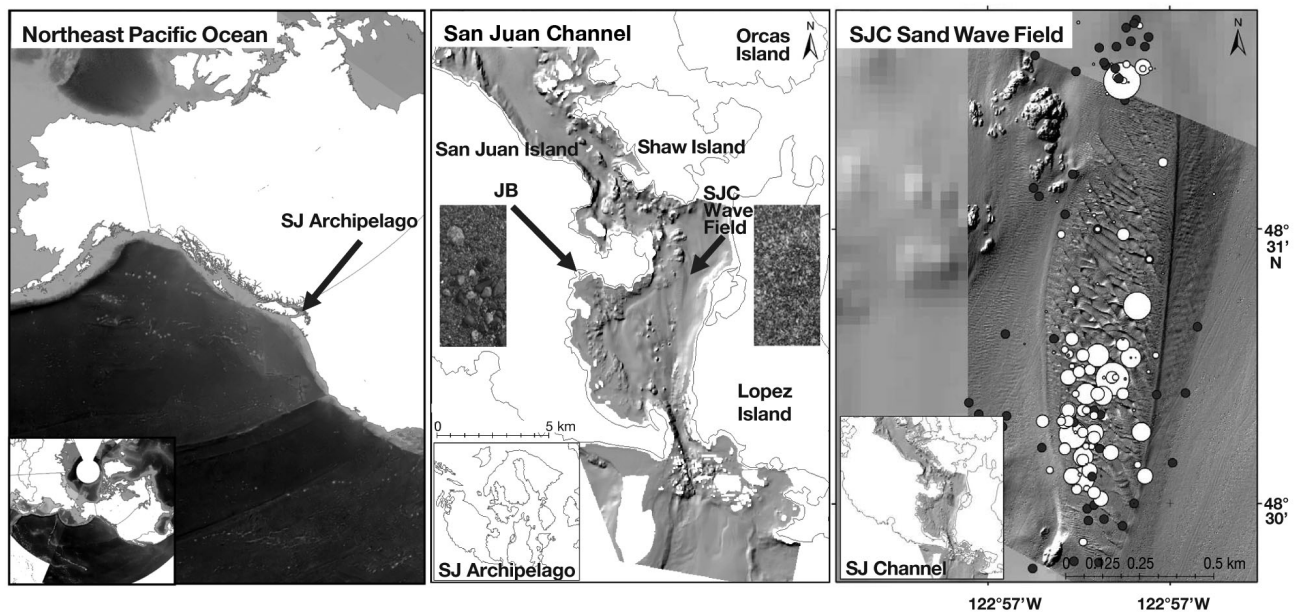 Northeast Pacific Ocean
SJ Archipelago
San Juan Channel
Orcas
Island
N
San Juan Island
Shaw Island
JB
SJC
Wave
Field
Lopez
Island
0 5 km
SJ Archipelago
SJC Sand Wave Field
N
48°
31'
N
48°
30'
SJ Channel
0 0.125 0.25 0.5 km
122°57'W 122°57'W